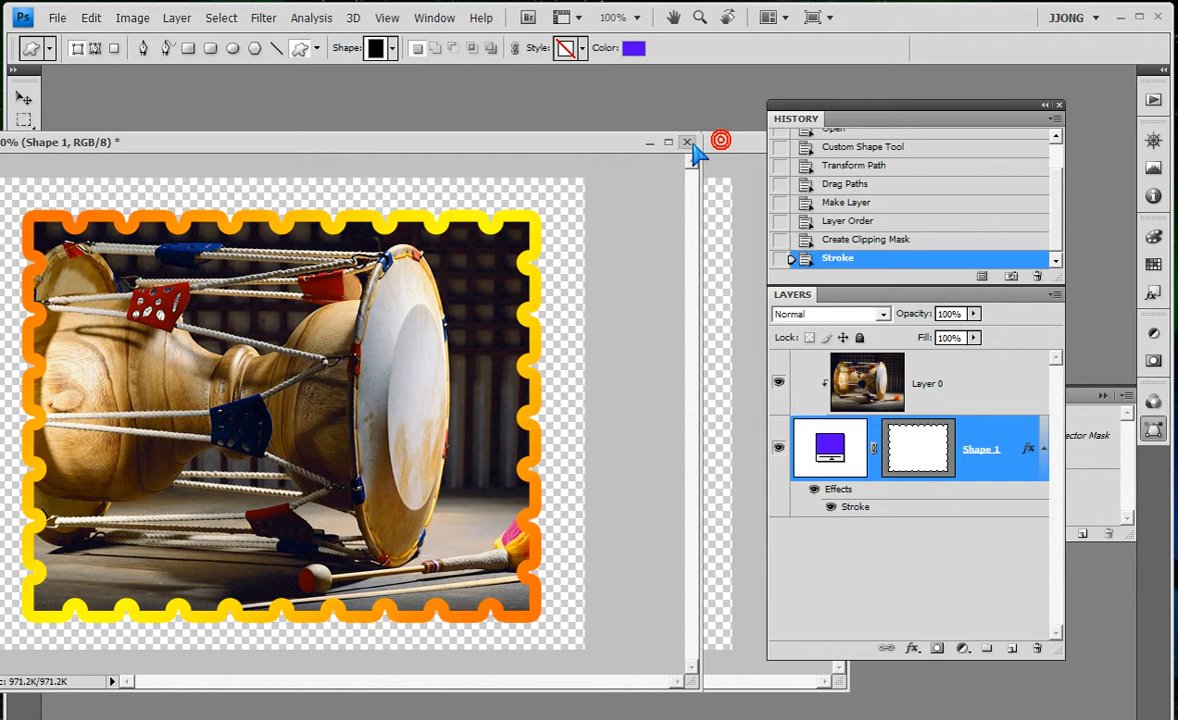 Ps File Edit Image Layer Select Filter Analysis 3D View Window Help Br 100% JJONG
Shape: Style: Color:
0% (Shape 1, RGB/8) *
HISTORY
Open
Custom Shape Tool
Transform Path
Drag Paths
Make Layer
Layer Order
Create Clipping Mask
Stroke
LAYERS
Normal Opacity: 100%
Lock: Fill: 100%
Layer 0
Shape 1 fx
ector Mask
Effects
Stroke
fx.
c: 971.2K/971.2K